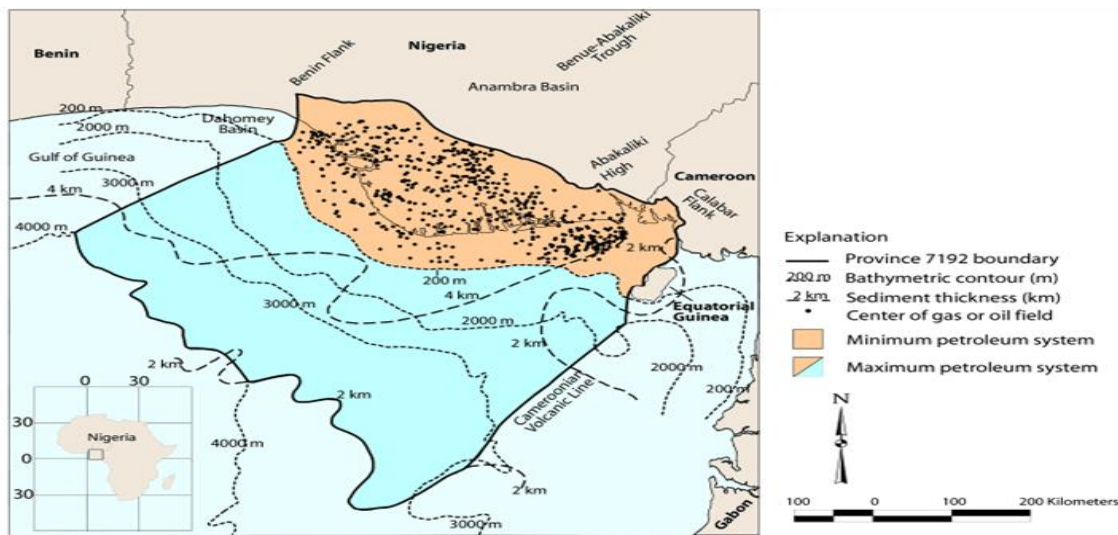 Benin
Nigeria
Benue-Abakaliki
Trough
Benin Flank
Anambra Basin
200 m
2000 m
Dahomey
Basin
Gulf of Guinea
Abakaliki
High
Cameroon
Calabar
Flank
3000 m
4 km
4000 m
2 km
200 m
4 km
3000 m
2000 m
Equatorial
Guinea
2 km
2 km
2000 m
200 m
2 km
Cameroonian
Volcanic Line
4000 m
2 km
3000 m
Gabon
0 30
30
0
30
Nigeria
Explanation
Province 7192 boundary
200 m Bathymetric contour (m)
2 km Sediment thickness (km)
Center of gas or oil field
Minimum petroleum system
Maximum petroleum system
N
100 0 100 200 Kilometers